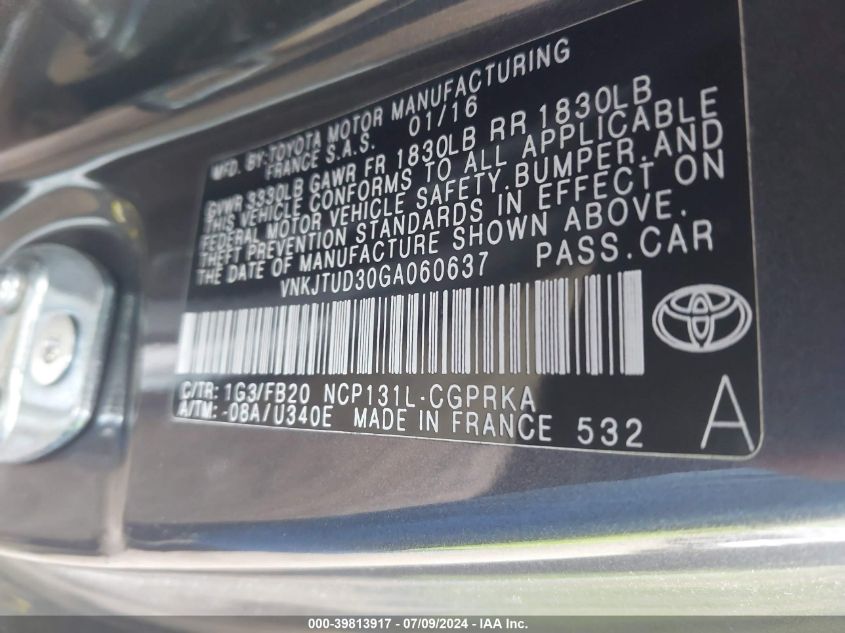 MFD. BY:TOYOTA MOTOR MANUFACTURING
FRANCE S.A.S. 01/16
GVWR 3330LB GAWR FR 1830LB RR 1830LB
THIS VEHICLE CONFORMS TO ALL APPLICABLE
FEDERAL MOTOR VEHICLE SAFETY,BUMPER,AND
THEFT PREVENTION STANDARDS IN EFFECT ON
THE DATE OF MANUFACTURE SHOWN ABOVE.
VNKJTUD30GA060637 PASS.CAR
C/TR: 1G3/FB20 NCP131L-CGPRKA
A/TM: -08A/U340E MADE IN FRANCE 532 A
000-39813917 / 07/09/2024 - IAA Inc.